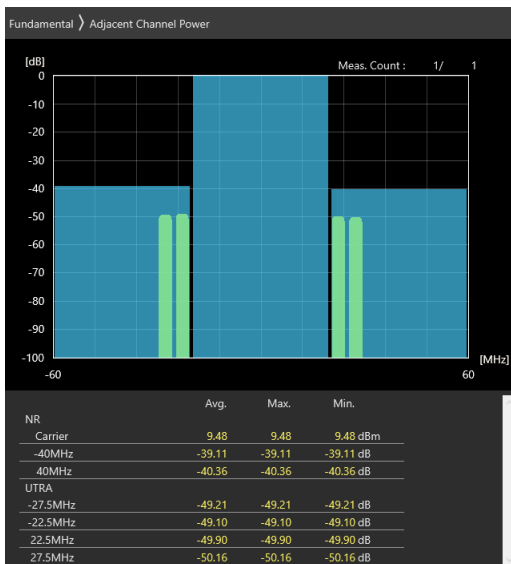 Fundamental 〉 Adjacent Channel Power
[dB] Meas. Count : 1/ 1
0
-10
-20
-30
-40
-50
-60
-70
-80
-90
-100
[MHz]
-60 60
Avg. Max. Min.
NR
Carrier 9.48 9.48 9.48 dBm
-40MHz -39.11 -39.11 -39.11 dB
40MHz -40.36 -40.36 -40.36 dB
UTRA
-27.5MHz -49.21 -49.21 -49.21 dB
-22.5MHz -49.10 -49.10 -49.10 dB
22.5MHz -49.90 -49.90 -49.90 dB
27.5MHz -50.16 -50.16 -50.16 dB